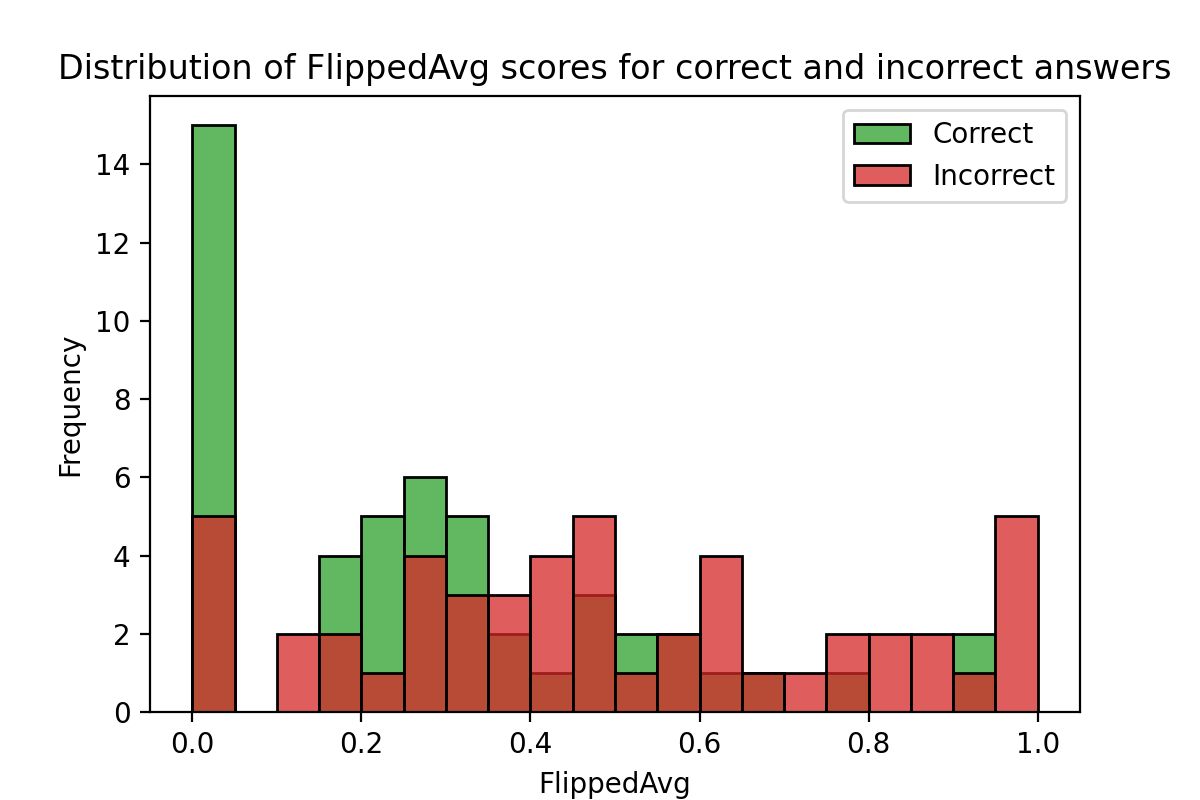 Distribution of FlippedAvg scores for correct and incorrect answers
Correct
Incorrect
14
12
10
8
6
4
2
0
Frequency
0.0 0.2 0.4 0.6 0.8 1.0
FlippedAvg